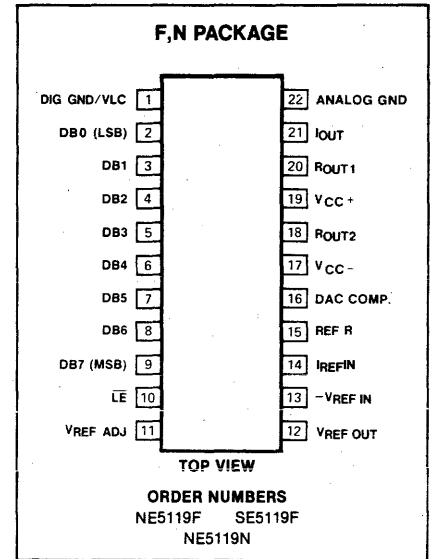 F,N PACKAGE
DIG GND/VLC 1 22 ANALOG GND
DB0 (LSB) 2 21 IOUT
DB1 3 20 ROUT1
DB2 4 19 VCC +
DB3 5 18 ROUT2
DB4 6 17 VCC -
DB5 7 16 DAC COMP.
DB6 8 15 REF R
DB7 (MSB) 9 14 IREFIN
LE 10 13 -VREF IN
VREF ADJ 11 12 VREF OUT
TOP VIEW
ORDER NUMBERS
NE5119F SE5119F
NE5119N